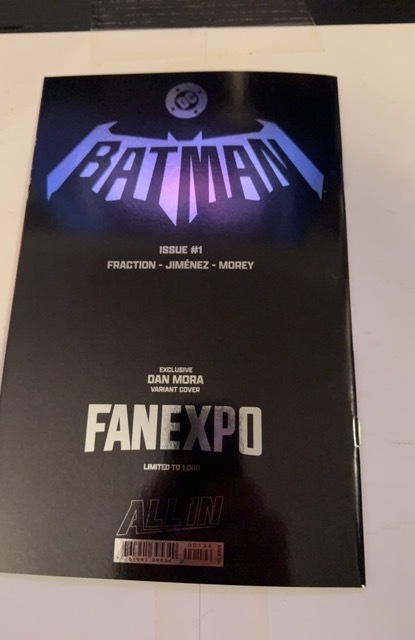 DC
BATMAN
ISSUE #1
FRACTION - JIMÉNEZ - MOREY
EXCLUSIVE
DAN MORA
VARIANT COVER
FANEXPO
LIMITED TO 1,000
ALL IN